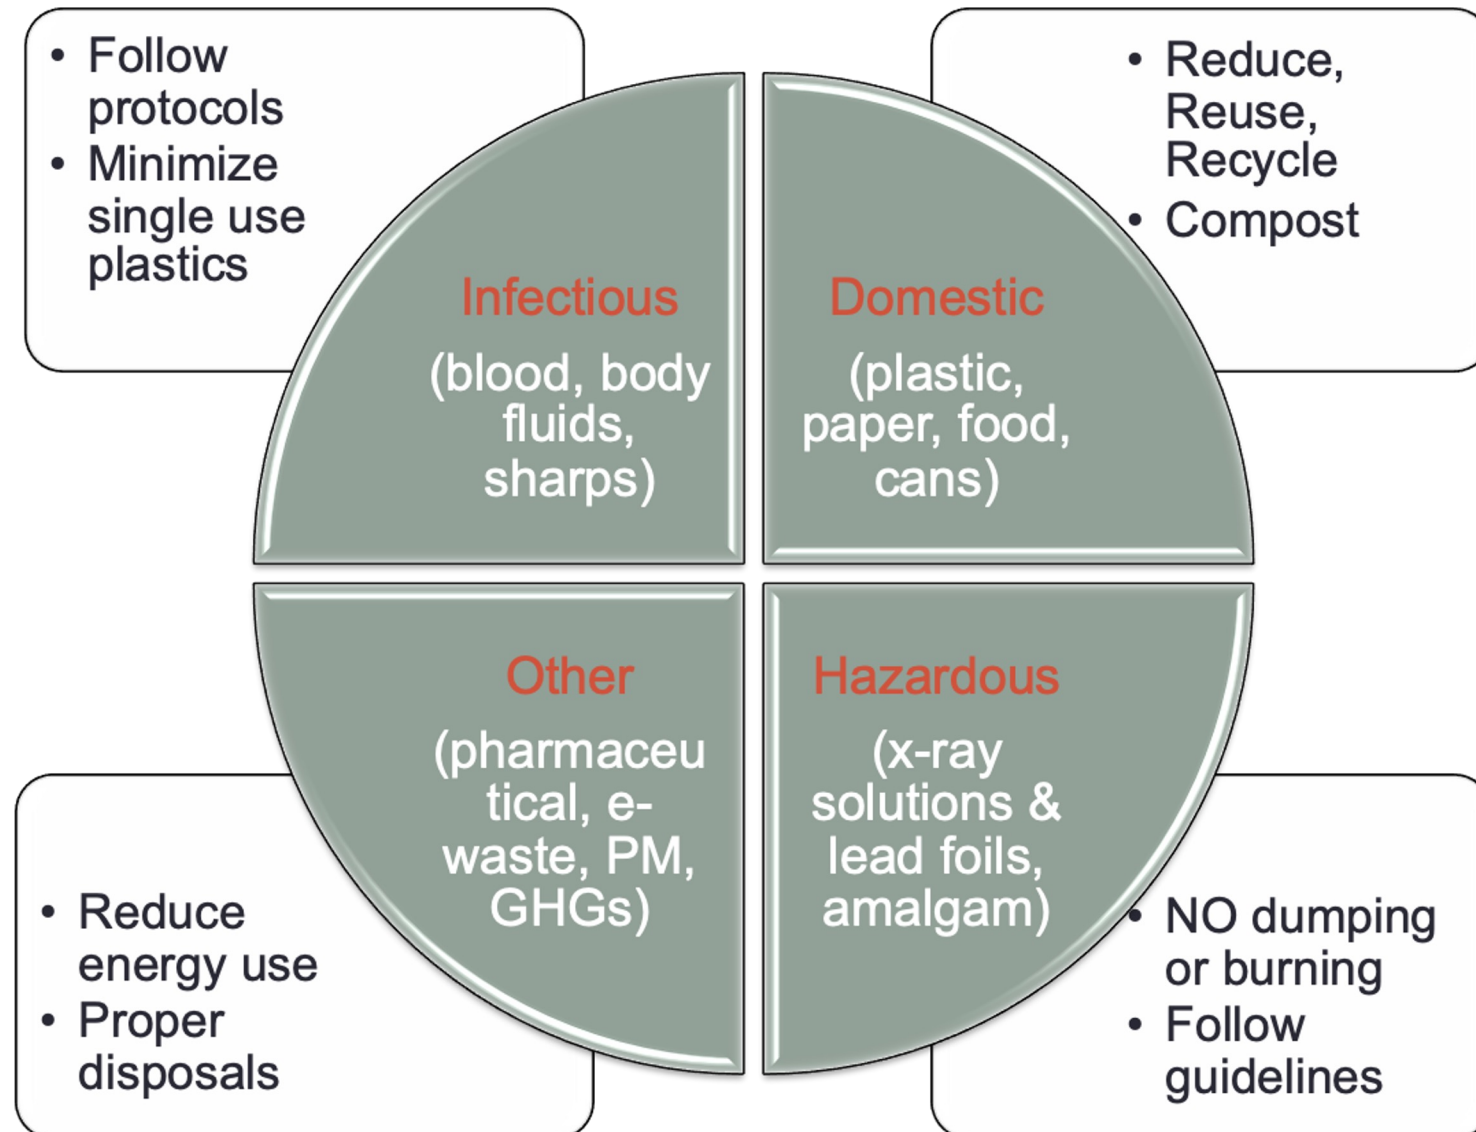 • Follow
protocols
• Minimize
single use
plastics
• Reduce,
Reuse,
Recycle
• Compost
Infectious
(blood, body
fluids,
sharps)
Domestic
(plastic,
paper, food,
cans)
Other
(pharmaceu
tical, e-
waste, PM,
GHGs)
Hazardous
(x-ray
solutions &
lead foils,
amalgam)
• Reduce
energy use
• Proper
disposals
• NO dumping
or burning
• Follow
guidelines